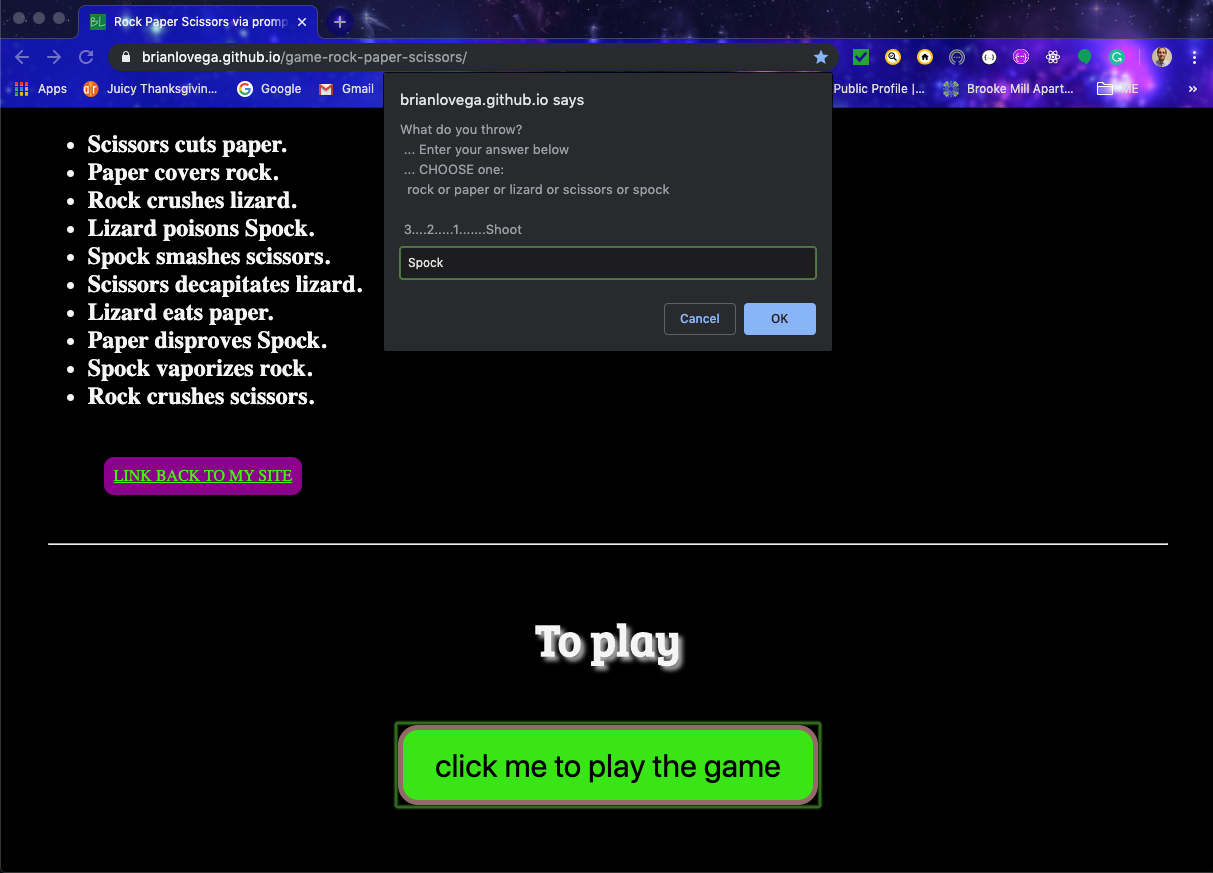 Rock Paper Scissors via promp
brianlovega.github.io/game-rock-paper-scissors/
Apps
Juicy Thanksgivin...
Google
Gmail
Public Profile |...
Brooke Mill Apart...
ME
»
brianlovega.github.io says
What do you throw?
... Enter your answer below
... CHOOSE one:
rock or paper or lizard or scissors or spock
3....2.....1.......Shoot
Spock
Cancel
OK
• Scissors cuts paper.
• Paper covers rock.
• Rock crushes lizard.
• Lizard poisons Spock.
• Spock smashes scissors.
• Scissors decapitates lizard.
• Lizard eats paper.
• Paper disproves Spock.
• Spock vaporizes rock.
• Rock crushes scissors.
LINK BACK TO MY SITE
To play
click me to play the game